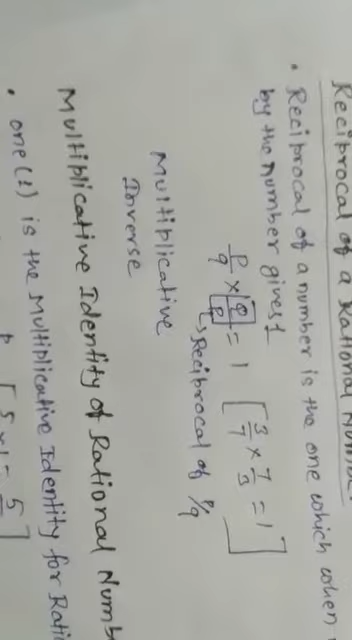 Reciprocal of a Rational Number
• Reciprocal of a number is the one which when
by the number gives 1
p/q × q/p = 1 [3/7 × 7/3 = 1]
↳ Reciprocal of p/q
Multiplicative
Inverse
Multiplicative Identity of Rational Numb
• one (1) is the Multiplicative Identity for Rati